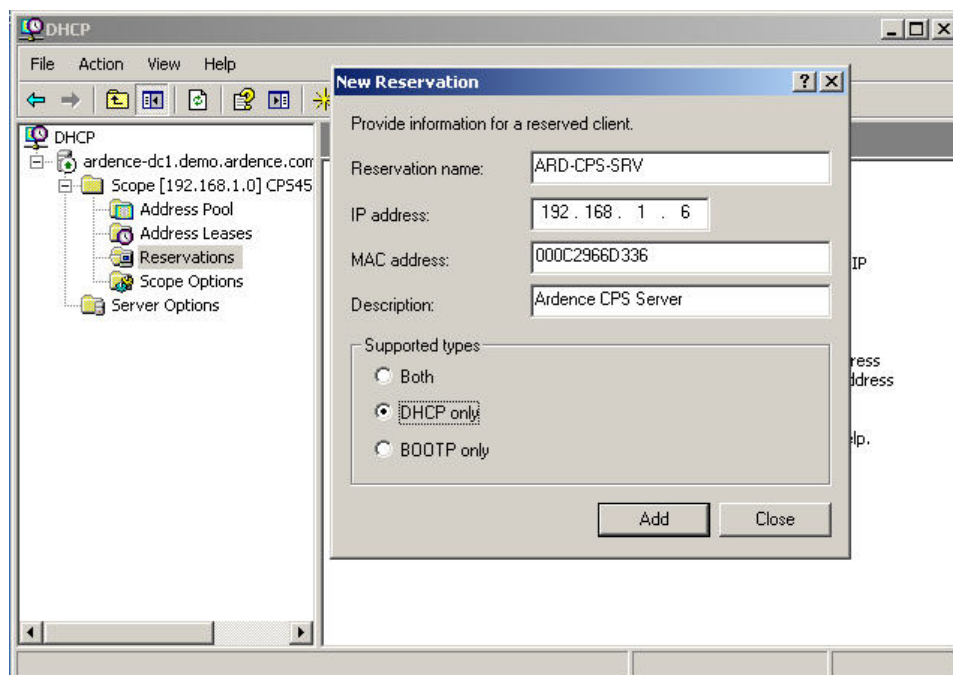 DHCP
File Action View Help
DHCP
ardence-dc1.demo.ardence.com
Scope [192.168.1.0] CPS45
Address Pool
Address Leases
Reservations
Scope Options
Server Options
New Reservation
Provide information for a reserved client.
Reservation name: ARD-CPS-SRV
IP address: 192 . 168 . 1 . 6
MAC address: 000C2966D336
Description: Ardence CPS Server
Supported types
Both
DHCP only
BOOTP only
Add Close
IP
ress
ddress
lp.